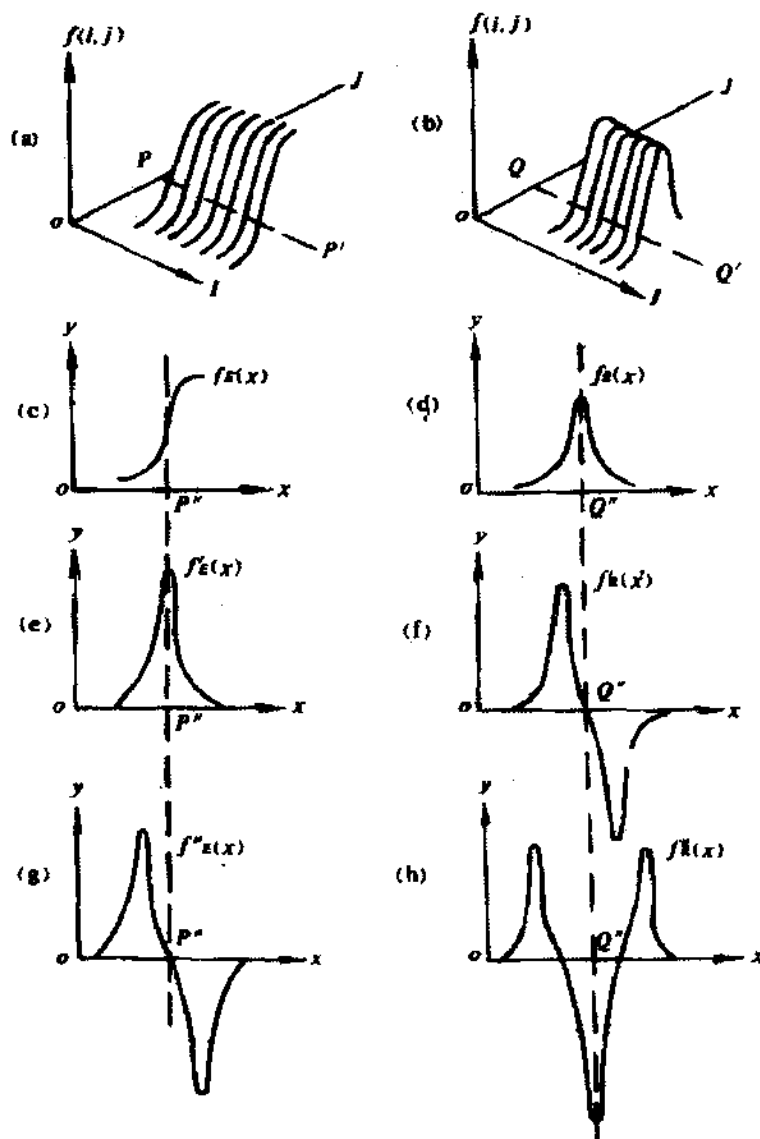 f(i,j)
J
(a)
P
o
P'
I
f(i,j)
J
(b)
Q
o
Q'
I
y
(c)
fE(x)
o
P"
x
y
(d)
fR(x)
o
Q"
x
y
(e)
f'E(x)
o
P"
x
y
(f)
f'R(x)
Q"
o
x
y
(g)
f"E(x)
P"
o
x
y
(h)
f"R(x)
Q"
o
x